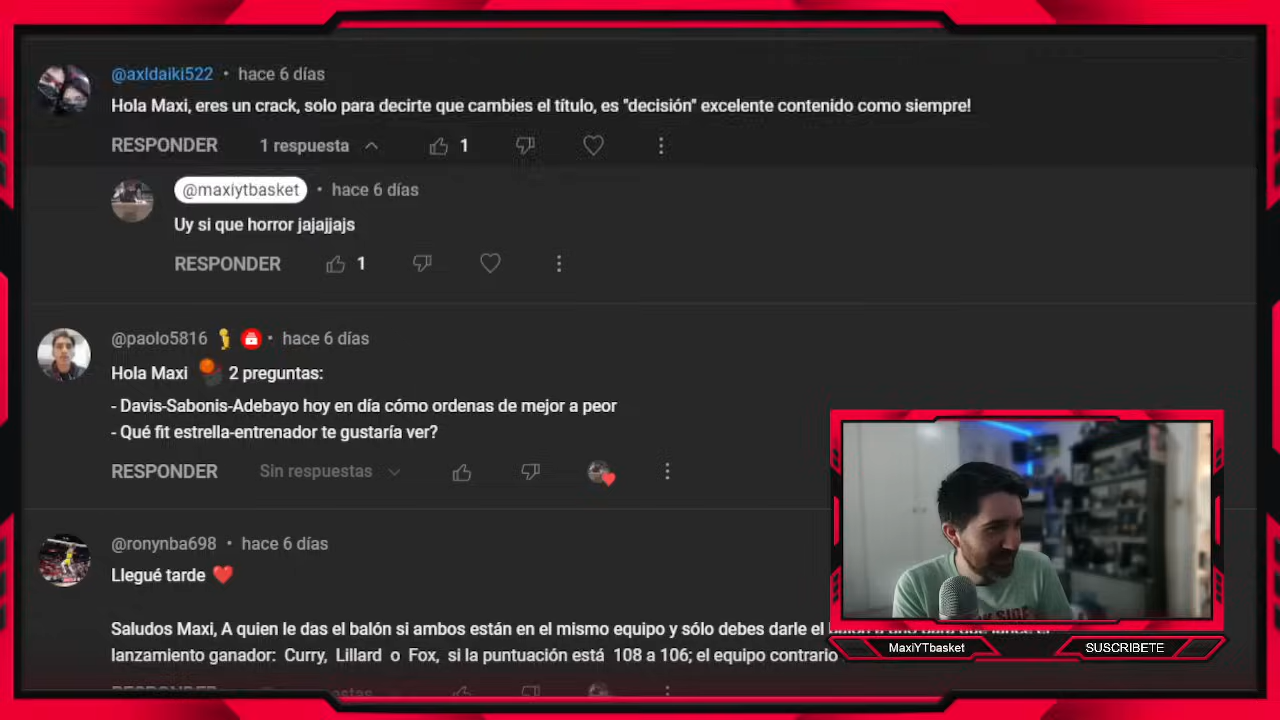 @axldaiki522 • hace 6 días
Hola Maxi, eres un crack, solo para decirte que cambies el título, es "decisión" excelente contenido como siempre!
RESPONDER 1 respuesta 1
@maxiytbasket • hace 6 días
Uy si que horror jajajjajs
RESPONDER 1
@paolo5816 • hace 6 días
Hola Maxi 2 preguntas:
- Davis-Sabonis-Adebayo hoy en día cómo ordenas de mejor a peor
- Qué fit estrella-entrenador te gustaría ver?
RESPONDER Sin respuestas
@ronynba698 • hace 6 días
Llegué tarde
Saludos Maxi, A quien le das el balón si ambos están en el mismo equipo y sólo debes darle el
lanzamiento ganador: Curry, Lillard o Fox, si la puntuación está 108 a 106; el equipo contrario
MaxiYTbasket
SUSCRIBETE